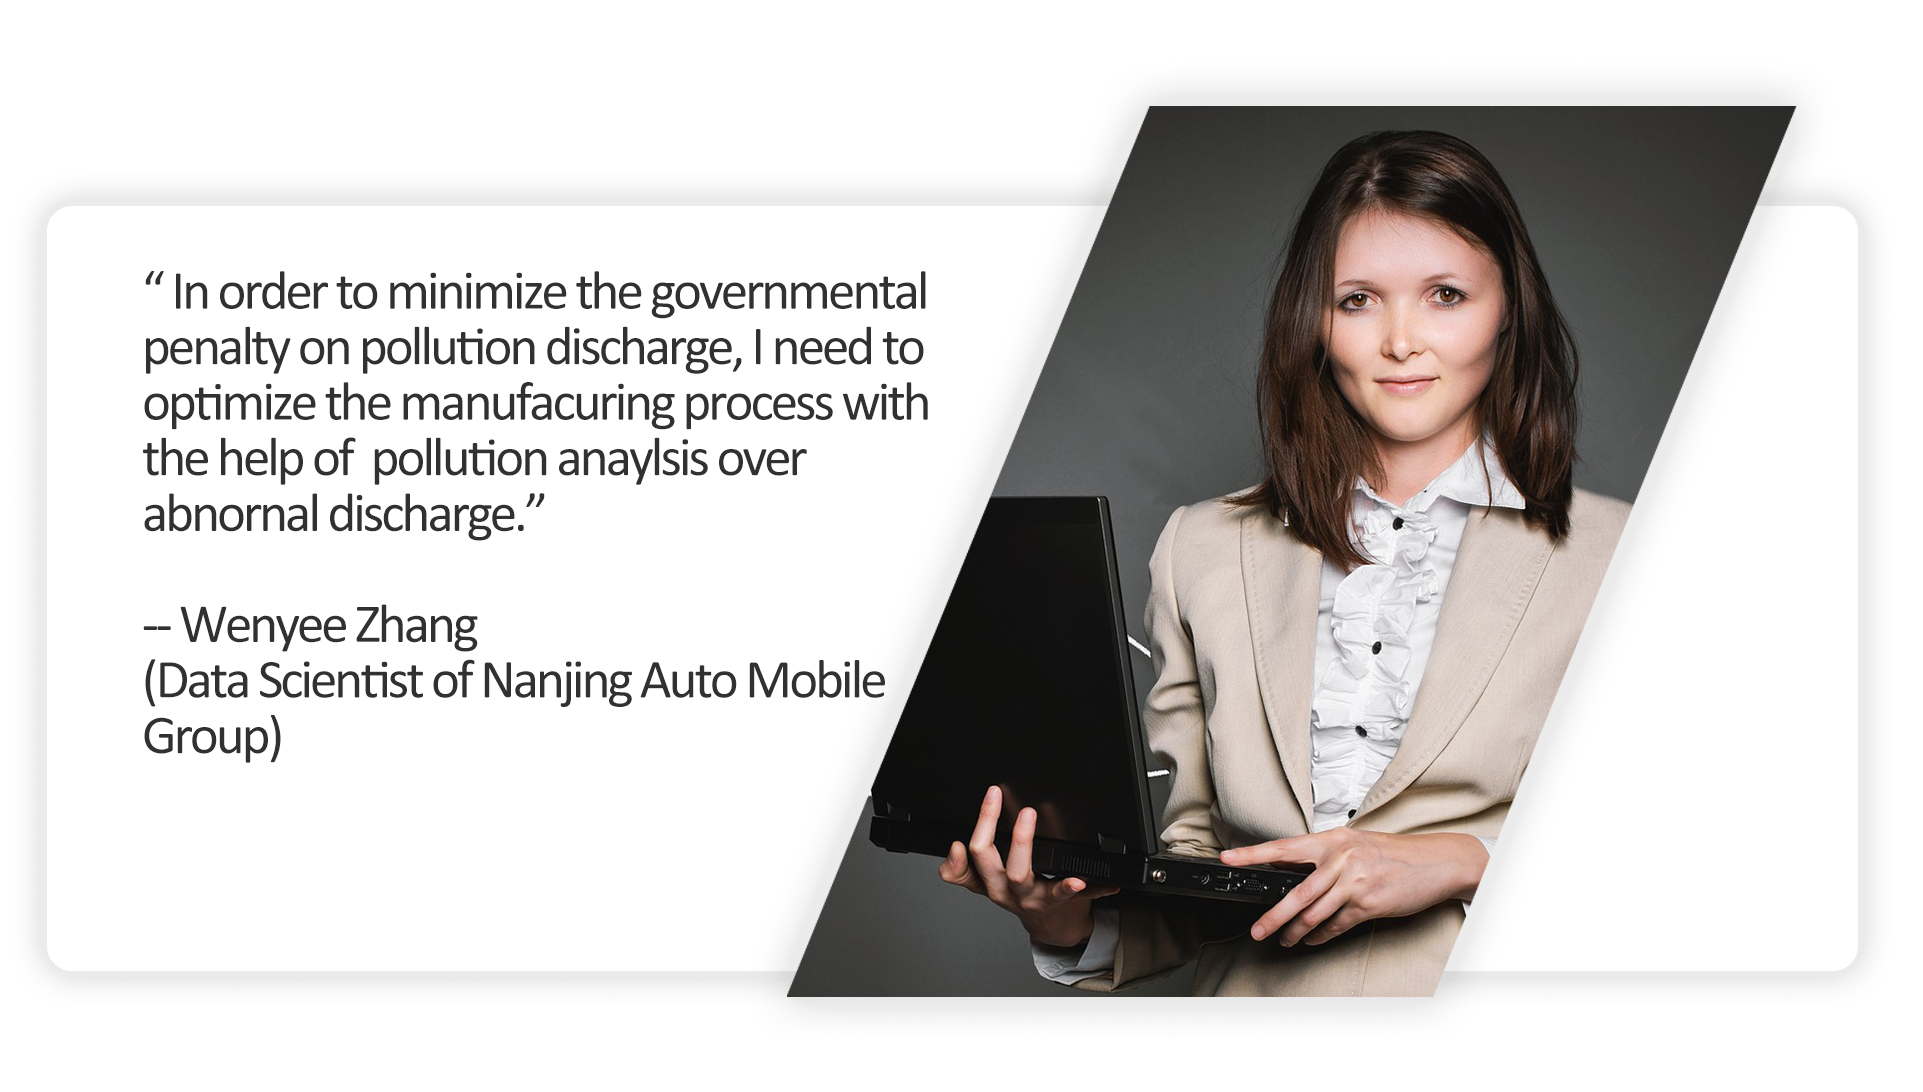 “ In order to minimize the governmental
penalty on pollution discharge, I need to
optimize the manufacuring process with
the help of  pollution anaylsis over
abnornal discharge.”
-- Wenyee Zhang
(Data Scientist of Nanjing Auto Mobile
Group)